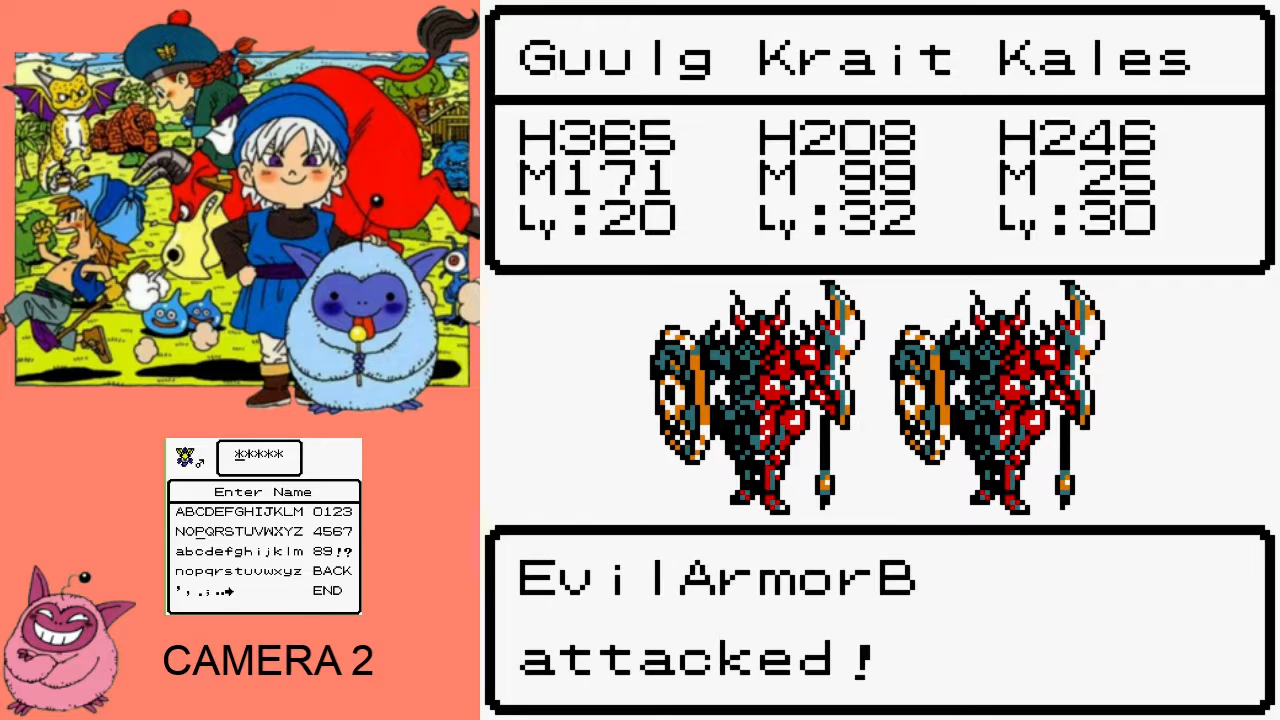 Guulg Krait Kales
H365 H208 H246
M171 M 99 M 25
Lv:20 Lv:32 Lv:30
EvilArmorB
attacked!
*****
Enter Name
ABCDEFGHIJKLM 0123
NOPQRSTUVWXYZ 4567
abcdefghijklm 89!?
nopqrstuvwxyz BACK
END
CAMERA 2